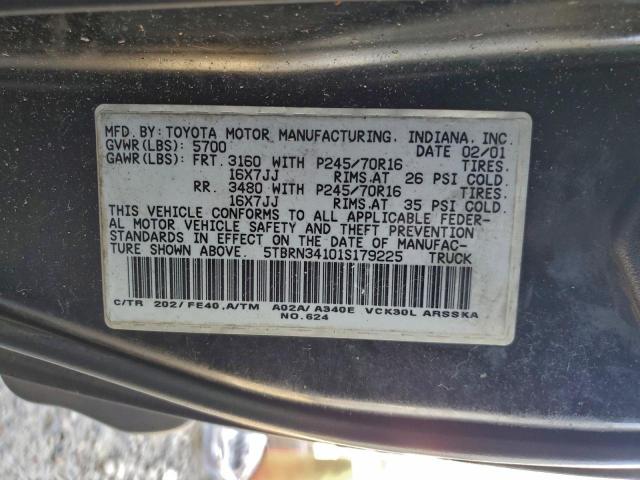 MFD.BY: TOYOTA MOTOR MANUFACTURING, INDIANA, INC.
GVWR(LBS): 5700 DATE 02/01
GAWR(LBS): FRT. 3160 WITH P245/70R16 TIRES.
16X7JJ RIMS.AT 26 PSI COLD.
RR. 3480 WITH P245/70R16 TIRES.
16X7JJ RIMS.AT 35 PSI COLD.
THIS VEHICLE CONFORMS TO ALL APPLICABLE FEDER-
AL MOTOR VEHICLE SAFETY AND THEFT PREVENTION
STANDARDS IN EFFECT ON THE DATE OF MANUFAC-
TURE SHOWN ABOVE. 5TBRN34101S179225 TRUCK
C/TR 202/FE40,A/TM A02A/A340E VCK30L ARSSKA
NO.624